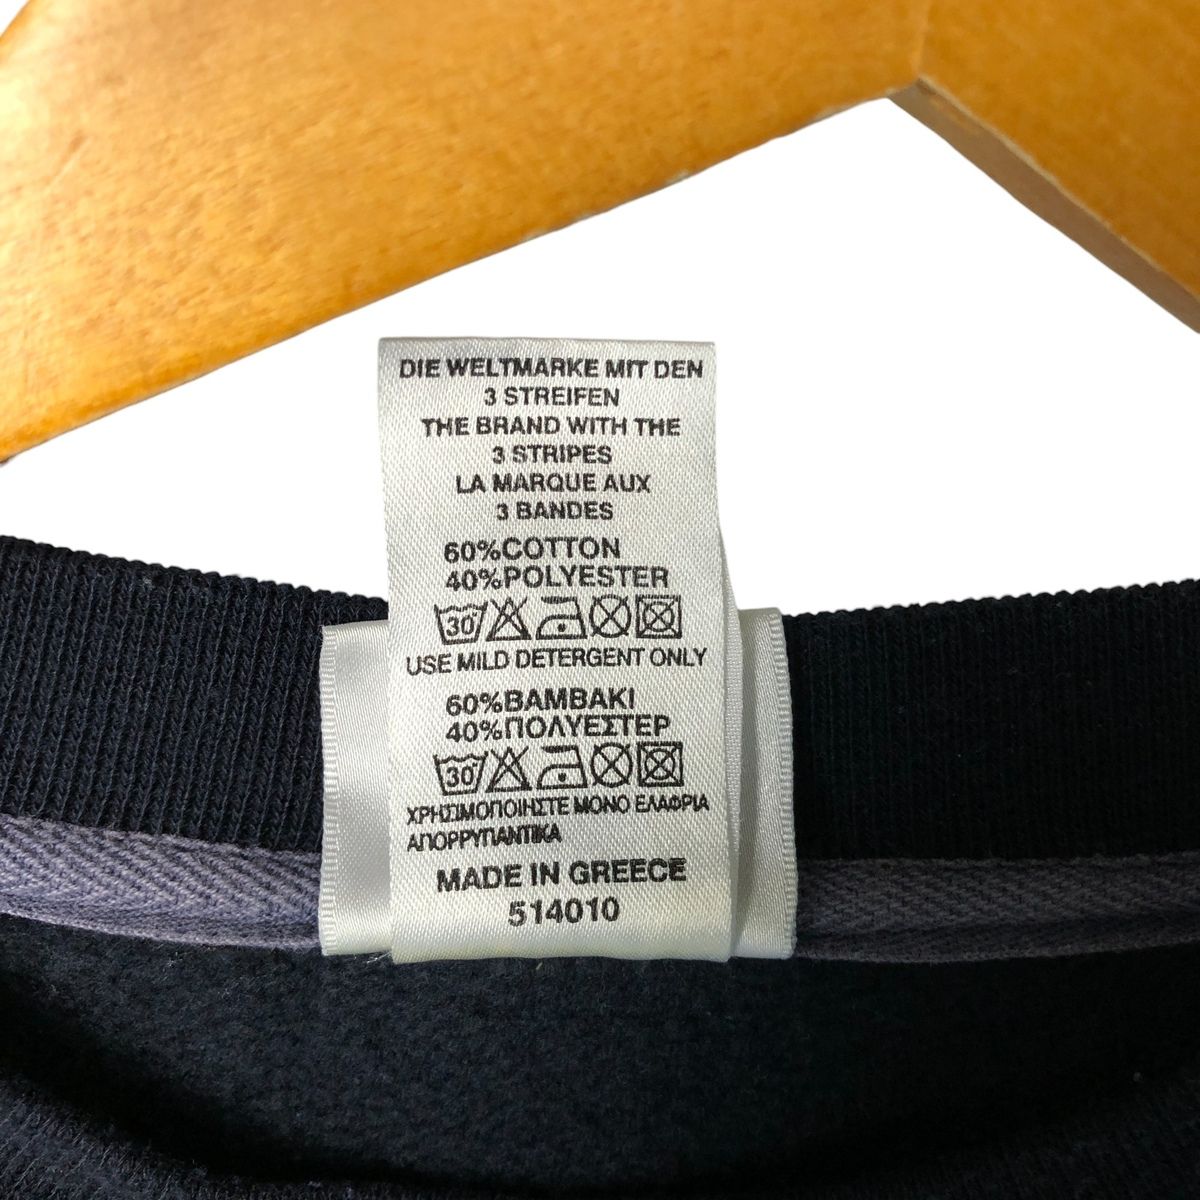 DIE WELTMARKE MIT DEN
3 STREIFEN
THE BRAND WITH THE
3 STRIPES
LA MARQUE AUX
3 BANDES
60%COTTON
40%POLYESTER
30°
USE MILD DETERGENT ONLY
60%ΒΑΜΒΑΚΙ
40%ΠΟΛΥΕΣΤΕΡ
30°
ΧΡΗΣΙΜΟΠΟΙΗΣΤΕ ΜΟΝΟ ΕΛΑΦΡΙΑ
ΑΠΟΡΡΥΠΑΝΤΙΚΑ
MADE IN GREECE
514010